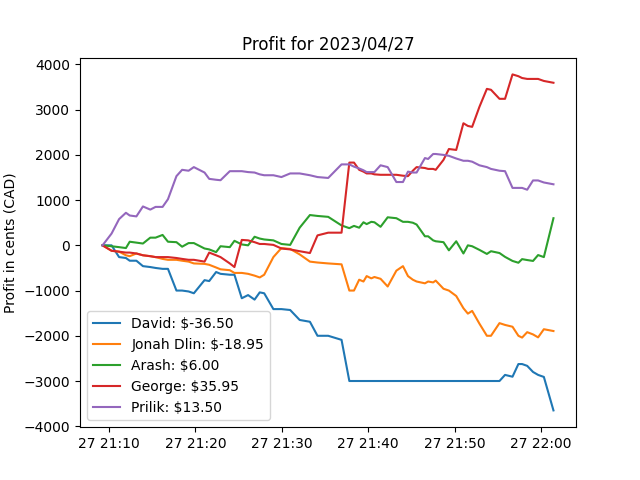 Profit for 2023/04/27
Profit in cents (CAD)
4000
3000
2000
1000
0
−1000
−2000
−3000
−4000
David: $-36.50
Jonah Dlin: $-18.95
Arash: $6.00
George: $35.95
Prilik: $13.50
27 21:10 27 21:20 27 21:30 27 21:40 27 21:50 27 22:00